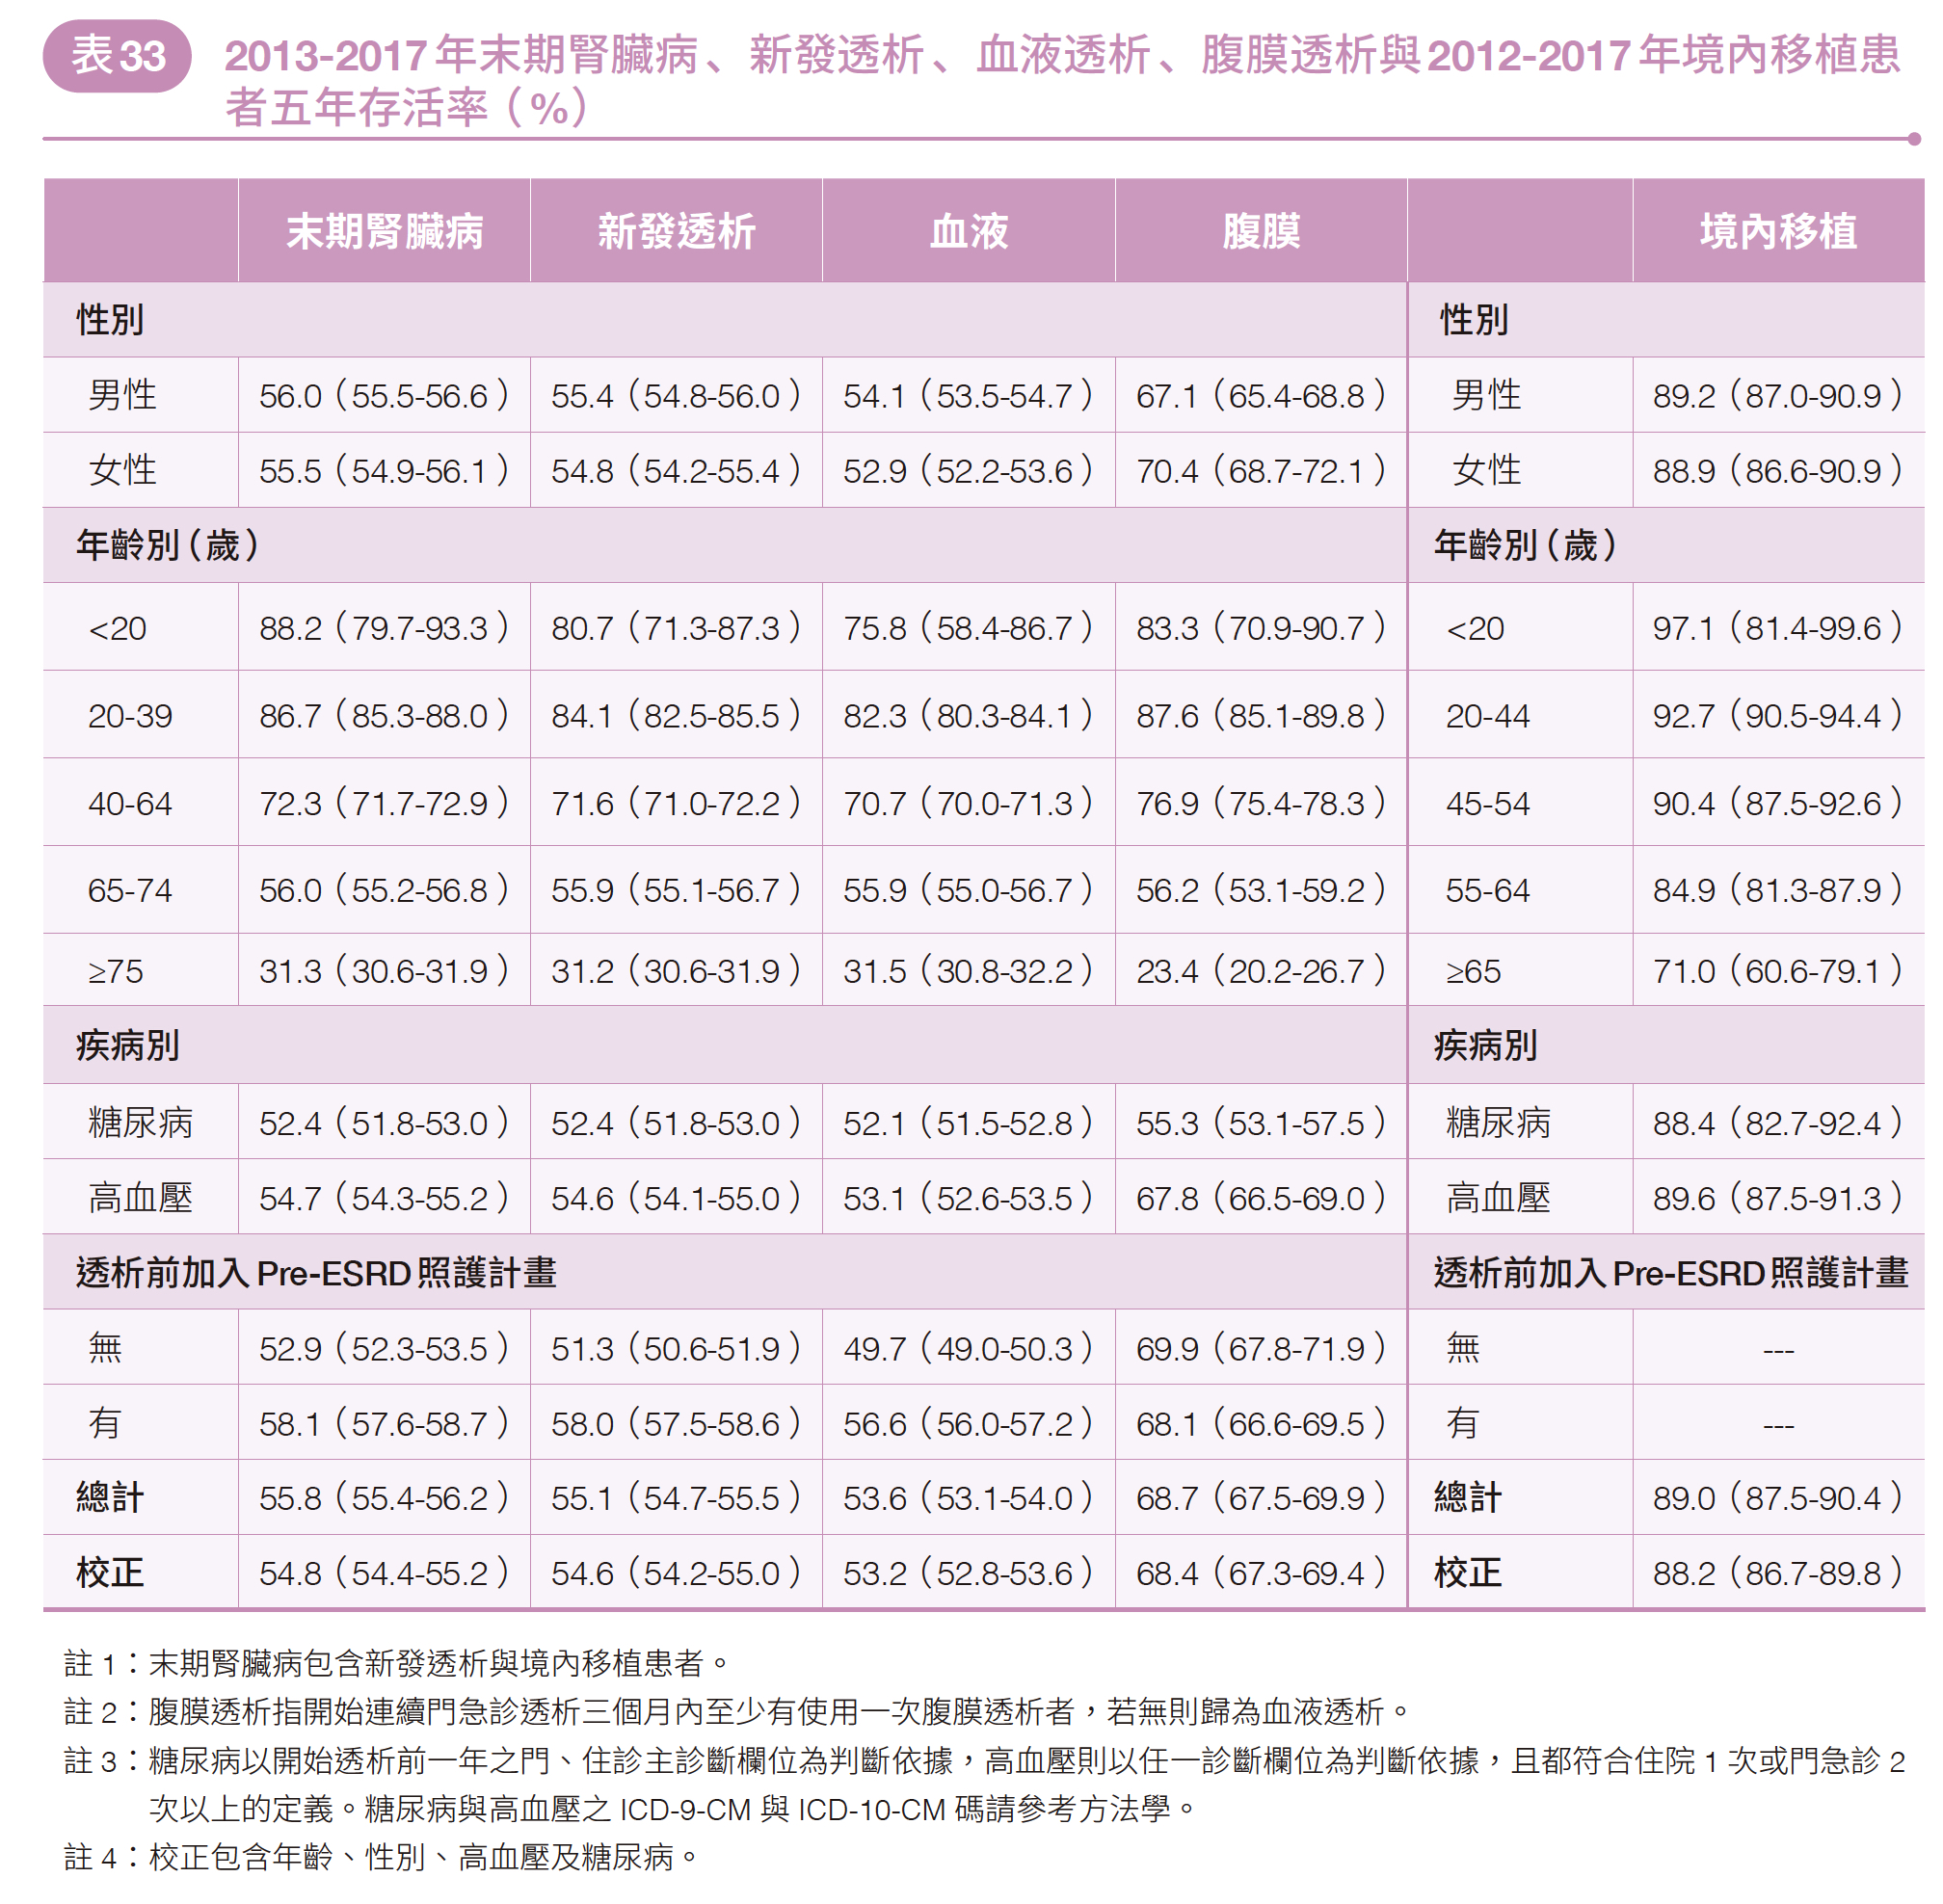 表33
2013-2017年末期腎臟病、新發透析、血液透析、腹膜透析與2012-2017年境內移植患
者五年存活率（%）
末期腎臟病 新發透析 血液 腹膜 境內移植
性別 性別
男性 56.0（55.5-56.6） 55.4（54.8-56.0） 54.1（53.5-54.7） 67.1（65.4-68.8） 男性 89.2（87.0-90.9）
女性 55.5（54.9-56.1） 54.8（54.2-55.4） 52.9（52.2-53.6） 70.4（68.7-72.1） 女性 88.9（86.6-90.9）
年齡別（歲） 年齡別（歲）
<20 88.2（79.7-93.3） 80.7（71.3-87.3） 75.8（58.4-86.7） 83.3（70.9-90.7） <20 97.1（81.4-99.6）
20-39 86.7（85.3-88.0） 84.1（82.5-85.5） 82.3（80.3-84.1） 87.6（85.1-89.8） 20-44 92.7（90.5-94.4）
40-64 72.3（71.7-72.9） 71.6（71.0-72.2） 70.7（70.0-71.3） 76.9（75.4-78.3） 45-54 90.4（87.5-92.6）
65-74 56.0（55.2-56.8） 55.9（55.1-56.7） 55.9（55.0-56.7） 56.2（53.1-59.2） 55-64 84.9（81.3-87.9）
≥75 31.3（30.6-31.9） 31.2（30.6-31.9） 31.5（30.8-32.2） 23.4（20.2-26.7） ≥65 71.0（60.6-79.1）
疾病別 疾病別
糖尿病 52.4（51.8-53.0） 52.4（51.8-53.0） 52.1（51.5-52.8） 55.3（53.1-57.5） 糖尿病 88.4（82.7-92.4）
高血壓 54.7（54.3-55.2） 54.6（54.1-55.0） 53.1（52.6-53.5） 67.8（66.5-69.0） 高血壓 89.6（87.5-91.3）
透析前加入Pre-ESRD照護計畫 透析前加入Pre-ESRD照護計畫
無 52.9（52.3-53.5） 51.3（50.6-51.9） 49.7（49.0-50.3） 69.9（67.8-71.9） 無 ---
有 58.1（57.6-58.7） 58.0（57.5-58.6） 56.6（56.0-57.2） 68.1（66.6-69.5） 有 ---
總計 55.8（55.4-56.2） 55.1（54.7-55.5） 53.6（53.1-54.0） 68.7（67.5-69.9） 總計 89.0（87.5-90.4）
校正 54.8（54.4-55.2） 54.6（54.2-55.0） 53.2（52.8-53.6） 68.4（67.3-69.4） 校正 88.2（86.7-89.8）
註 1：末期腎臟病包含新發透析與境內移植患者。
註 2：腹膜透析指開始連續門急診透析三個月內至少有使用一次腹膜透析者，若無則歸為血液透析。
註 3：糖尿病以開始透析前一年之門、住診主診斷欄位為判斷依據，高血壓則以任一診斷欄位為判斷依據，且都符合住院 1 次或門急診 2
次以上的定義。糖尿病與高血壓之 ICD-9-CM 與 ICD-10-CM 碼請參考方法學。
註 4：校正包含年齡、性別、高血壓及糖尿病。